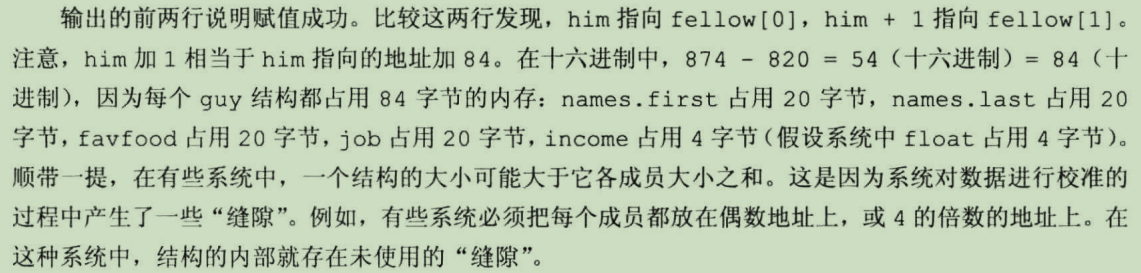 输出的前两行说明赋值成功。比较这两行发现，him 指向 fellow[0]，him + 1 指向 fellow[1]。
注意，him 加 1 相当于 him 指向的地址加 84。在十六进制中，874 - 820 = 54（十六进制）= 84（十
进制），因为每个 guy 结构都占用 84 字节的内存：names.first 占用 20 字节，names.last 占用 20
字节，favfood 占用 20 字节，job 占用 20 字节，income 占用 4 字节（假设系统中 float 占用 4 字节）。
顺带一提，在有些系统中，一个结构的大小可能大于它各成员大小之和。这是因为系统对数据进行校准的
过程中产生了一些“缝隙”。例如，有些系统必须把每个成员都放在偶数地址上，或 4 的倍数的地址上。在
这种系统中，结构的内部就存在未使用的“缝隙”。